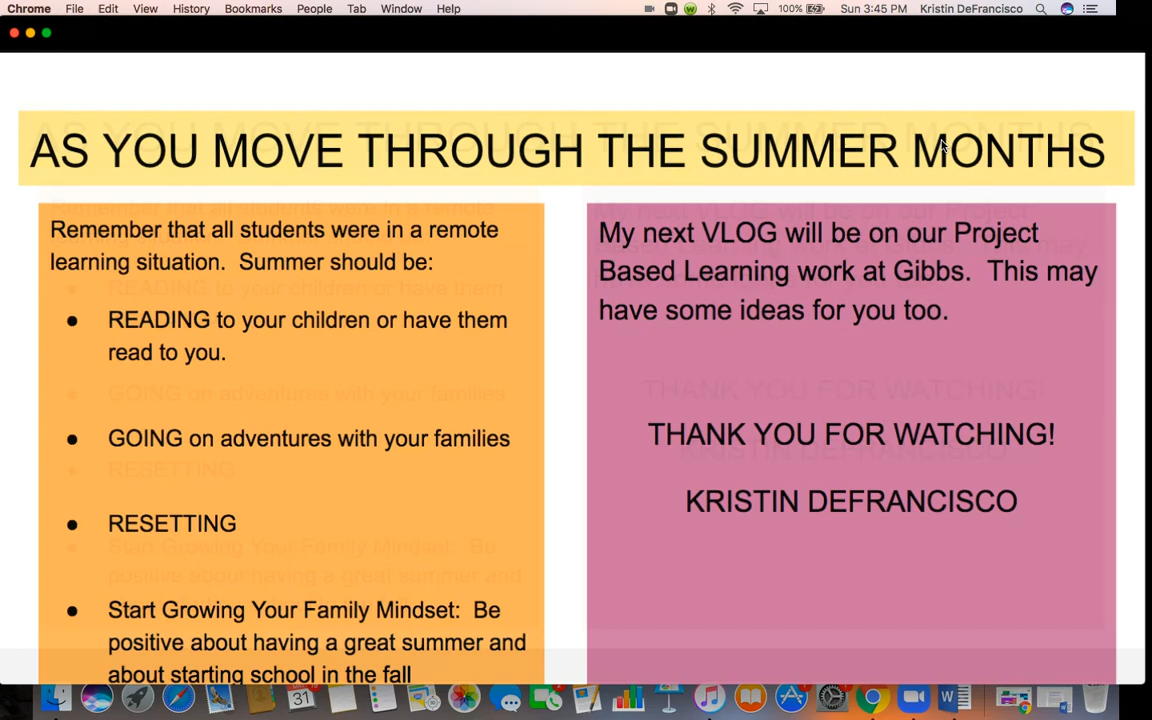 Chrome File Edit View History Bookmarks People Tab Window Help 100% Sun 3:45 PM Kristin DeFrancisco
AS YOU MOVE THROUGH THE SUMMER MONTHS
Remember that all students were in a remote
learning situation. Summer should be:
● READING to your children or have them
read to you.
● GOING on adventures with your families
● RESETTING
● Start Growing Your Family Mindset: Be
positive about having a great summer and
about starting school in the fall
My next VLOG will be on our Project
Based Learning work at Gibbs. This may
have some ideas for you too.
THANK YOU FOR WATCHING!
KRISTIN DEFRANCISCO
31